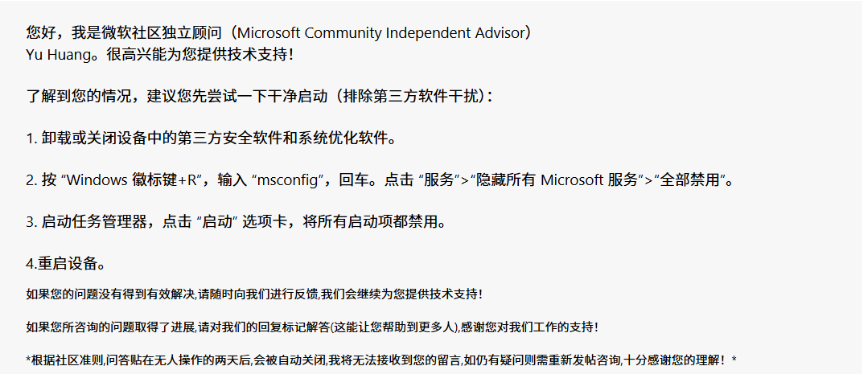 您好，我是微软社区独立顾问（Microsoft Community Independent Advisor）
Yu Huang。很高兴能为您提供技术支持！
了解到您的情况，建议您先尝试一下干净启动（排除第三方软件干扰）：
1. 卸载或关闭设备中的第三方安全软件和系统优化软件。
2. 按 “Windows 徽标键+R”，输入 “msconfig”，回车。点击 “服务”>“隐藏所有 Microsoft 服务”>“全部禁用”。
3. 启动任务管理器，点击 “启动” 选项卡，将所有启动项都禁用。
4.重启设备。
如果您的问题没有得到有效解决,请随时向我们进行反馈,我们会继续为您提供技术支持！
如果您所咨询的问题取得了进展,请对我们的回复标记解答(这能让您帮助到更多人),感谢您对我们工作的支持！
*根据社区准则,问答贴在无人操作的两天后,会被自动关闭,我将无法接收到您的留言,如仍有疑问则需重新发帖咨询,十分感谢您的理解！*